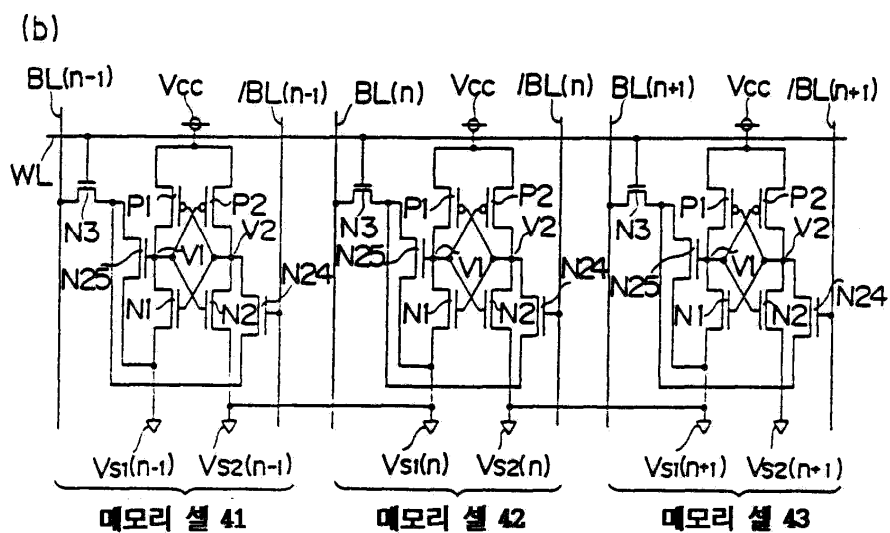 (b)
BL(n-1) Vcc /BL(n-1) BL(n) Vcc /BL(n) BL(n+1) Vcc /BL(n+1)
WL
P1 P2 P1 P2 P1 P2
N3 V2 N3 V2 N3 V2
N25 V1 N24 N25 V1 N24 N25 V1 N24
N1 N2 N1 N2 N1 N2
VS1(n-1) VS2(n-1) VS1(n) VS2(n) VS1(n+1) VS2(n+1)
메모리 셀 41 메모리 셀 42 메모리 셀 43